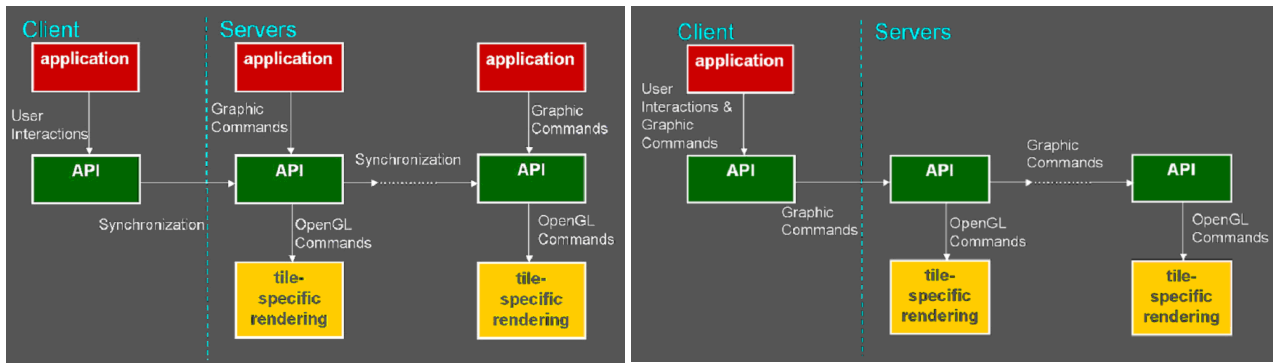 Client
Servers
application
application
application
User
Interactions
Graphic
Commands
Graphic
Commands
API
API
Synchronization
API
Synchronization
OpenGL
Commands
OpenGL
Commands
tile-
specific
rendering
tile-
specific
rendering
Client
Servers
application
User
Interactions &
Graphic
Commands
API
API
Graphic
Commands
API
Graphic
Commands
OpenGL
Commands
OpenGL
Commands
tile-
specific
rendering
tile-
specific
rendering